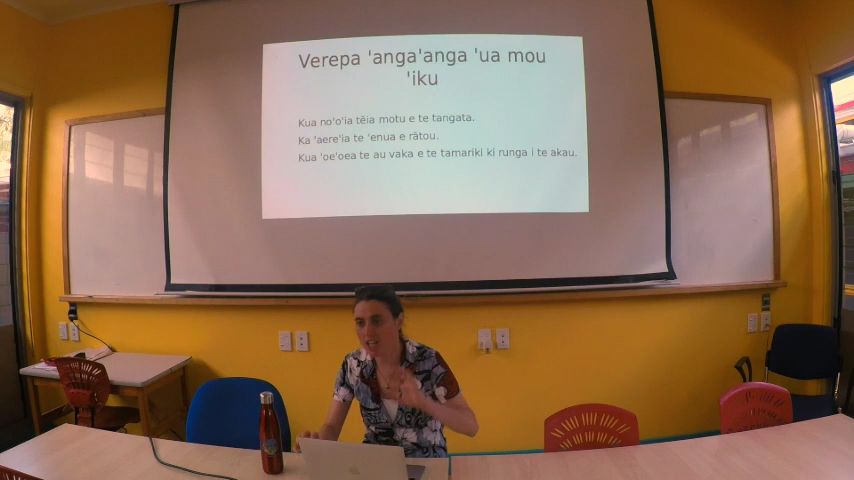 Verepa 'anga'anga 'ua mou
'iku
Kua no'o'ia tēia motu e te tangata.
Ka 'aere'ia te 'enua e rātou.
Kua 'oe'oea te au vaka e te tamariki ki runga i te akau.